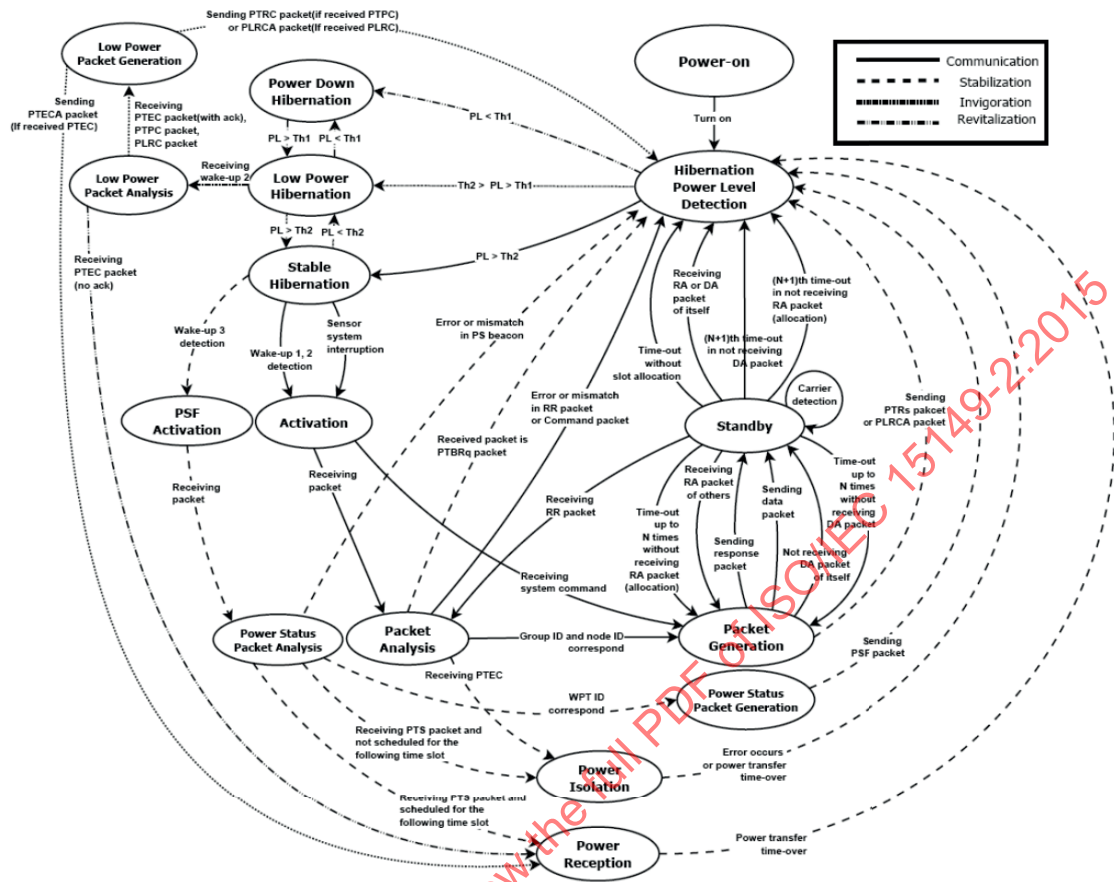 Sending PTRC packet(if received PTPC)
or PLRCA packet(If received PLRC)
Low Power
Packet Generation
Power-on
Communication
Stabilization
Invigoration
Revitalization
Sending
PTECA packet
(If received PTEC)
Receiving
PTEC packet(with ack),
PTPC packet,
PLRC packet
Power Down
Hibernation
PL < Th1
Turn on
PL > Th1
PL < Th1
Low Power
Packet Analysis
Receiving
wake-up 2
Low Power
Hibernation
Th2 > PL > Th1
Hibernation
Power Level
Detection
PL > Th2
PL < Th2
Receiving
PTEC packet
(no ack)
Stable
Hibernation
PL > Th2
Receiving
RA or DA
packet
of itself
(N+1)th time-out
in not receiving
RA packet
(allocation)
Wake-up 3
detection
Sensor
system
interruption
Wake-up 1, 2
detection
Error or mismatch
in PS beacon
Time-out
without
slot allocation
(N+1)th time-out
in not receiving
DA packet
Carrier
detection
Sending
PTRs pakcet
or PLRCA packet
PSF
Activation
Activation
Error or mismatch
in RR packet
or Command packet
Standby
Received packet is
PTBRq packet
Receiving
packet
Receiving
packet
Receiving
RR packet
Receiving
RA packet
of others
Time-out
up to
N times
without
receiving
RA packet
(allocation)
Sending
data
packet
Time-out
up to
N times
without
receiving
DA packet
Sending
response
packet
Not receiving
DA packet
of itself
Receiving
system command
Power Status
Packet Analysis
Packet
Analysis
Group ID and node ID
correspond
Packet
Generation
Receiving PTEC
WPT ID
correspond
Power Status
Packet Generation
Sending
PSF packet
Receiving PTS packet and
not scheduled for the
following time slot
Power
Isolation
Error occurs
or power transfer
time-over
Receiving PTS packet and
scheduled for the
following time slot
Power
Reception
Power transfer
time-over
w the full PDF of ISO/IEC 15149-2:2015